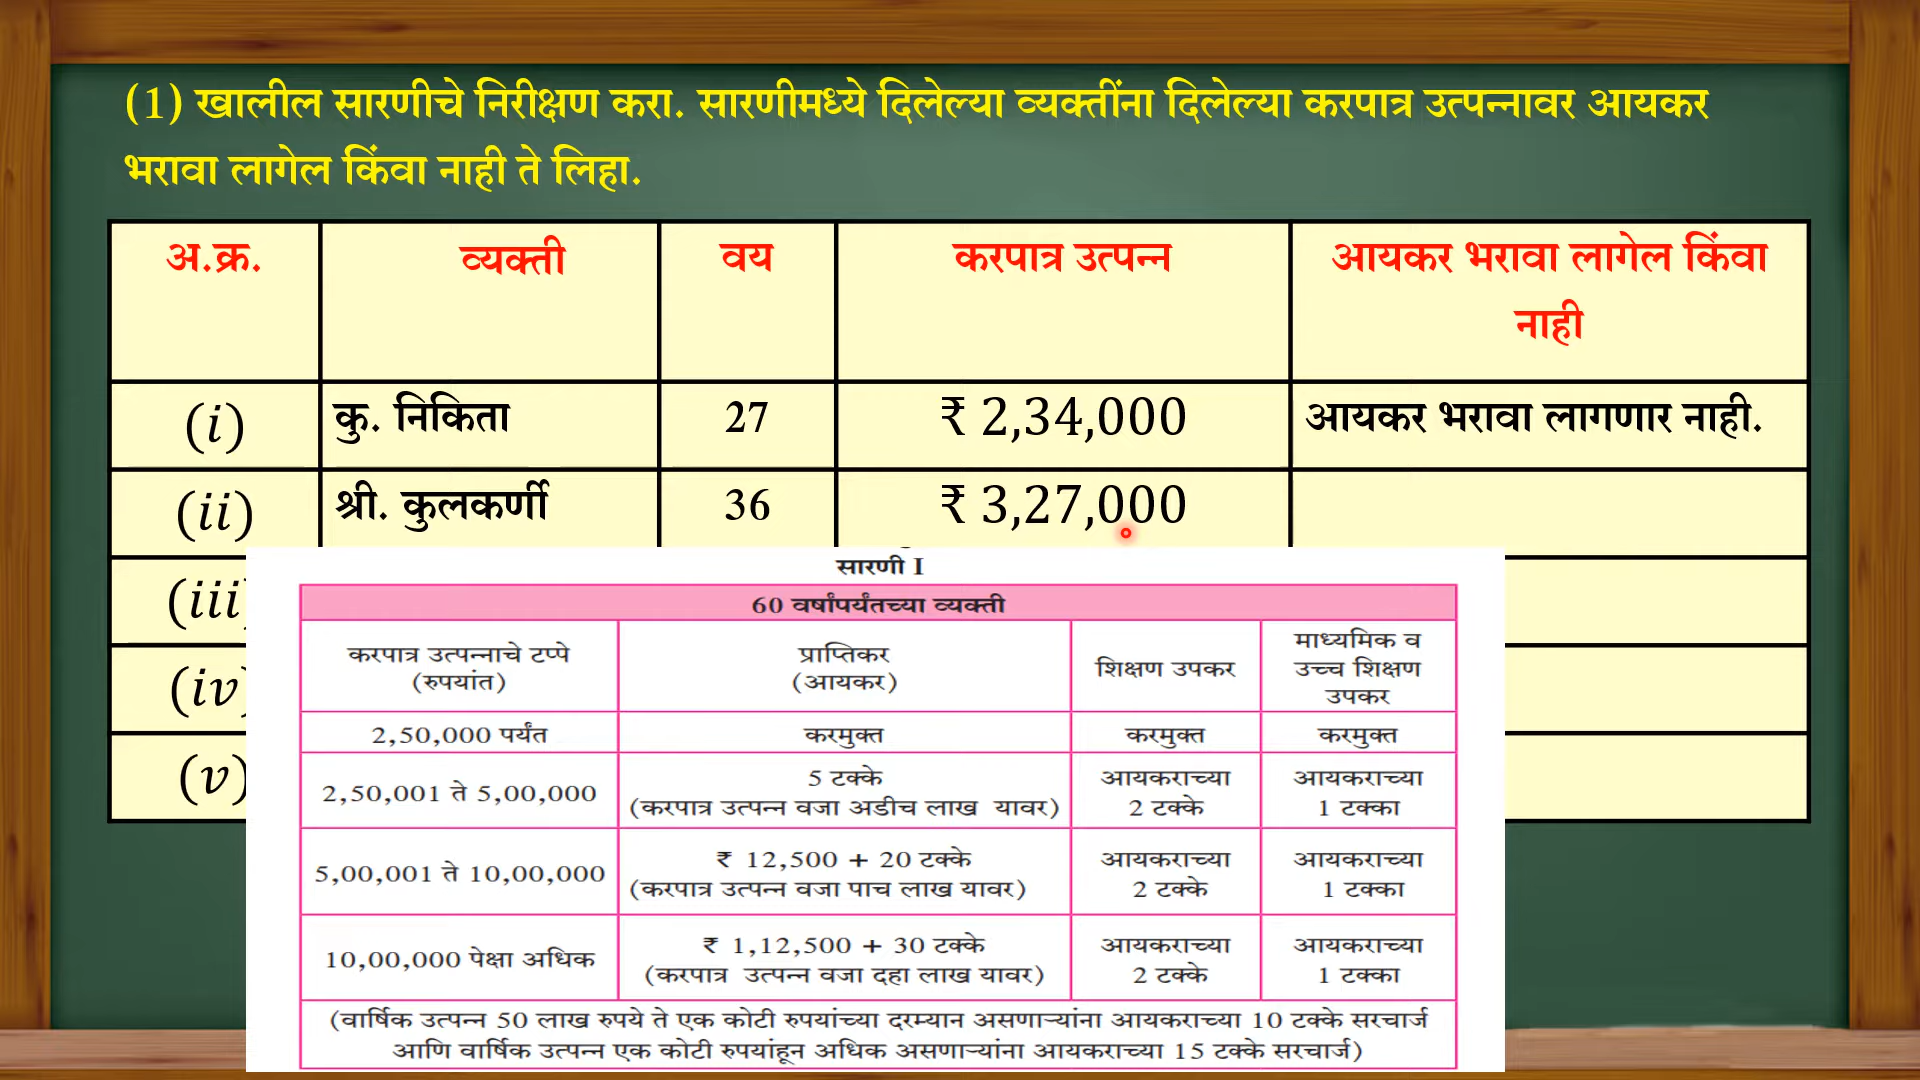 (1) खालील सारणीचे निरीक्षण करा. सारणीमध्ये दिलेल्या व्यक्तींना दिलेल्या करपात्र उत्पन्नावर आयकर
भरावा लागेल किंवा नाही ते लिहा.
अ.क्र. व्यक्ती वय करपात्र उत्पन्न आयकर भरावा लागेल किंवा
नाही
(i) कु. निकिता 27 ₹ 2,34,000 आयकर भरावा लागणार नाही.
(ii) श्री. कुलकर्णी 36 ₹ 3,27,000
(iii)
(iv)
(v)
सारणी I
60 वर्षांपर्यंतच्या व्यक्ती
करपात्र उत्पन्नाचे टप्पे
(रुपयांत)
प्राप्तिकर
(आयकर)
शिक्षण उपकर
माध्यमिक व
उच्च शिक्षण
उपकर
2,50,000 पर्यंत करमुक्त करमुक्त करमुक्त
2,50,001 ते 5,00,000
5 टक्के
(करपात्र उत्पन्न वजा अडीच लाख यावर)
आयकराच्या
2 टक्के
आयकराच्या
1 टक्का
5,00,001 ते 10,00,000
₹ 12,500 + 20 टक्के
(करपात्र उत्पन्न वजा पाच लाख यावर)
आयकराच्या
2 टक्के
आयकराच्या
1 टक्का
10,00,000 पेक्षा अधिक
₹ 1,12,500 + 30 टक्के
(करपात्र उत्पन्न वजा दहा लाख यावर)
आयकराच्या
2 टक्के
आयकराच्या
1 टक्का
(वार्षिक उत्पन्न 50 लाख रुपये ते एक कोटी रुपयांच्या दरम्यान असणाऱ्यांना आयकराच्या 10 टक्के सरचार्ज
आणि वार्षिक उत्पन्न एक कोटी रुपयांहून अधिक असणाऱ्यांना आयकराच्या 15 टक्के सरचार्ज)